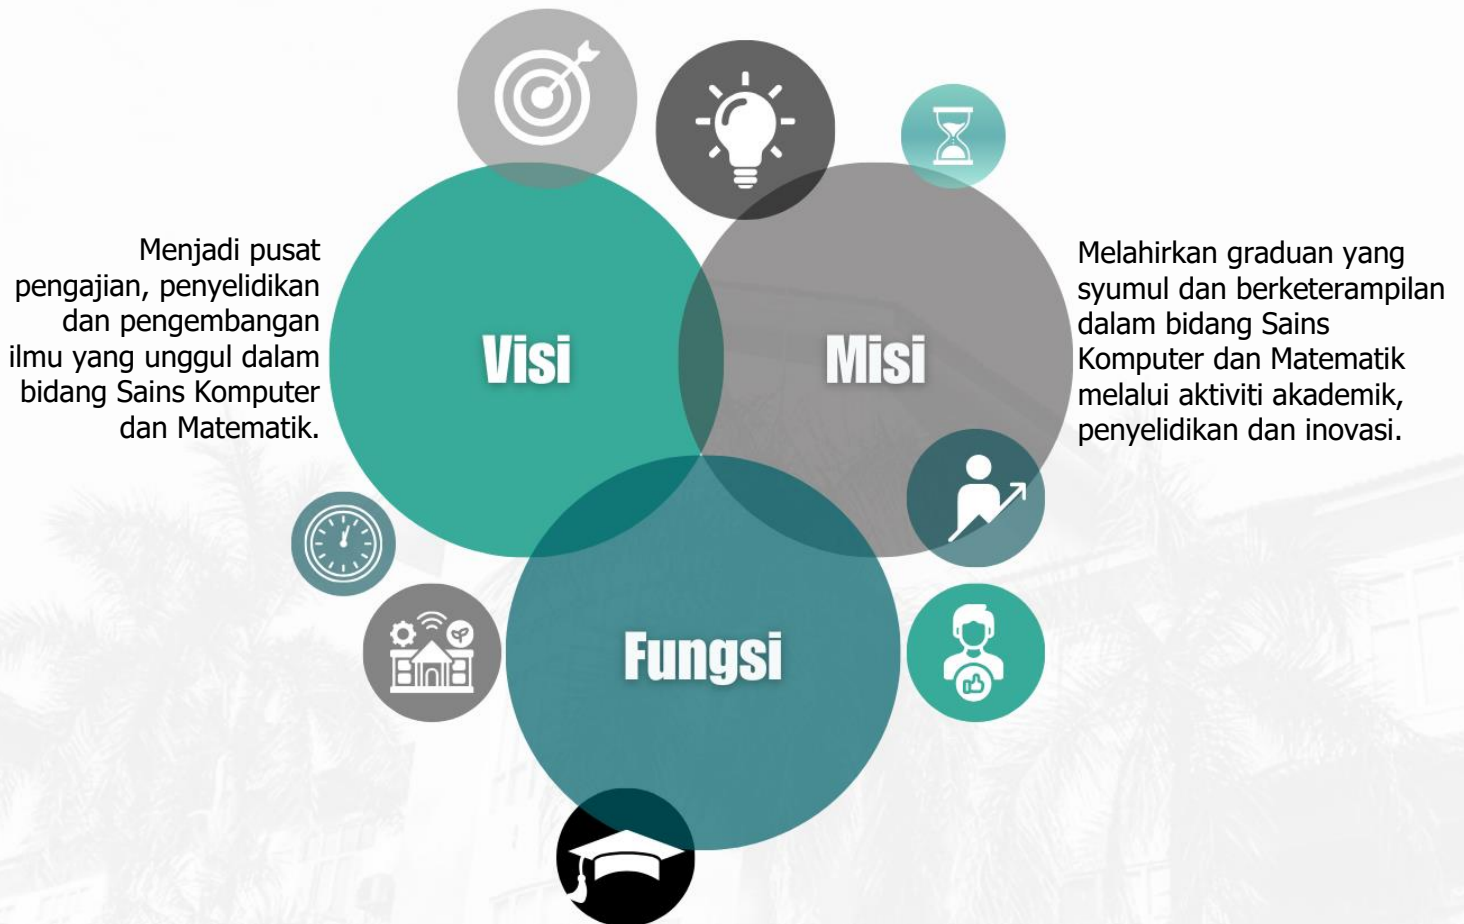 Menjadi pusat
pengajian, penyelidikan
dan pengembangan
ilmu yang unggul dalam
bidang Sains Komputer
dan Matematik.
Visi
Misi
Melahirkan graduan yang
syumul dan berketerampilan
dalam bidang Sains
Komputer dan Matematik
melalui aktiviti akademik,
penyelidikan dan inovasi.
Fungsi